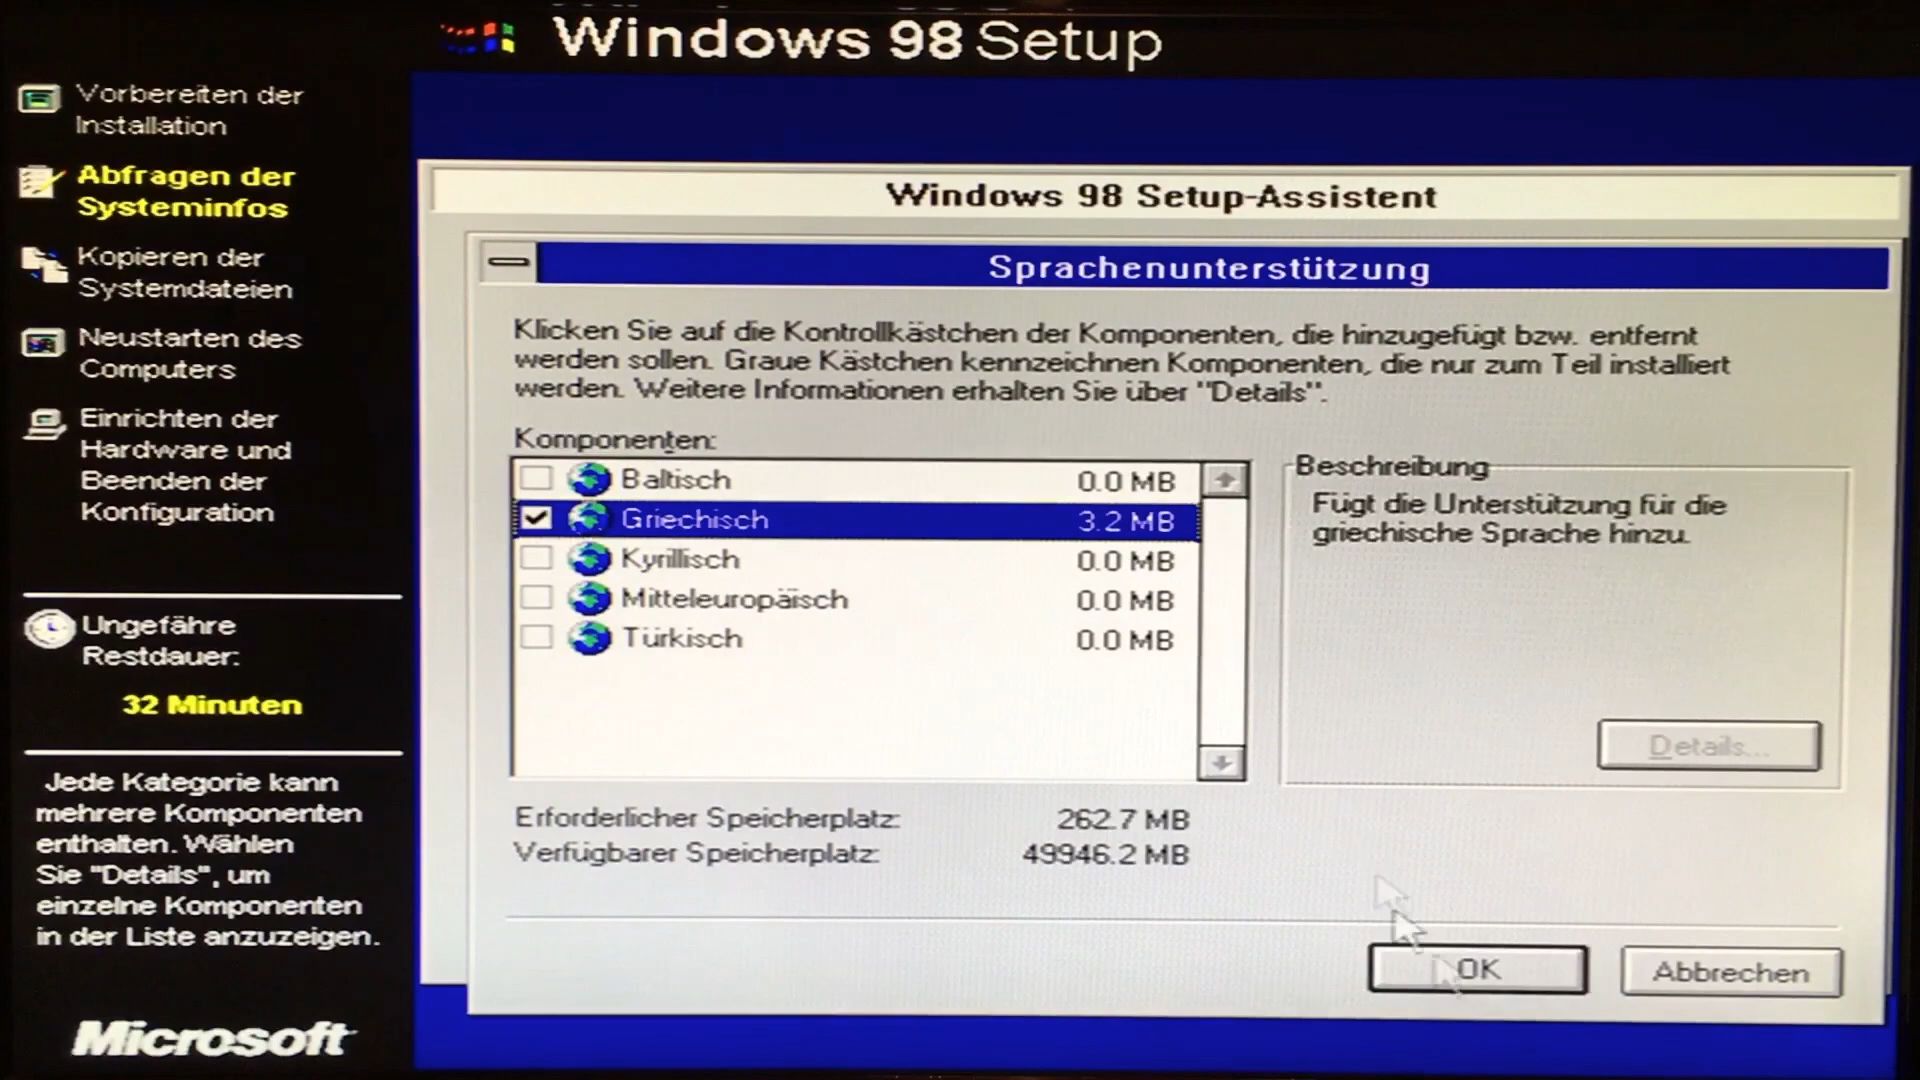 Windows 98 Setup
Vorbereiten der
Installation
Abfragen der
Systeminfos
Kopieren der
Systemdateien
Neustarten des
Computers
Einrichten der
Hardware und
Beenden der
Konfiguration
Ungefähre
Restdauer:
32 Minuten
Jede Kategorie kann
mehrere Komponenten
enthalten. Wählen
Sie "Details", um
einzelne Komponenten
in der Liste anzuzeigen.
Microsoft
Windows 98 Setup-Assistent
Sprachenunterstützung
Klicken Sie auf die Kontrollkästchen der Komponenten, die hinzugefügt bzw. entfernt
werden sollen. Graue Kästchen kennzeichnen Komponenten, die nur zum Teil installiert
werden. Weitere Informationen erhalten Sie über "Details".
Komponenten:
Baltisch 0.0 MB
Griechisch 3.2 MB
Kyrillisch 0.0 MB
Mitteleuropäisch 0.0 MB
Türkisch 0.0 MB
Beschreibung
Fügt die Unterstützung für die
griechische Sprache hinzu.
Details...
Erforderlicher Speicherplatz: 262.7 MB
Verfügbarer Speicherplatz: 49946.2 MB
OK
Abbrechen